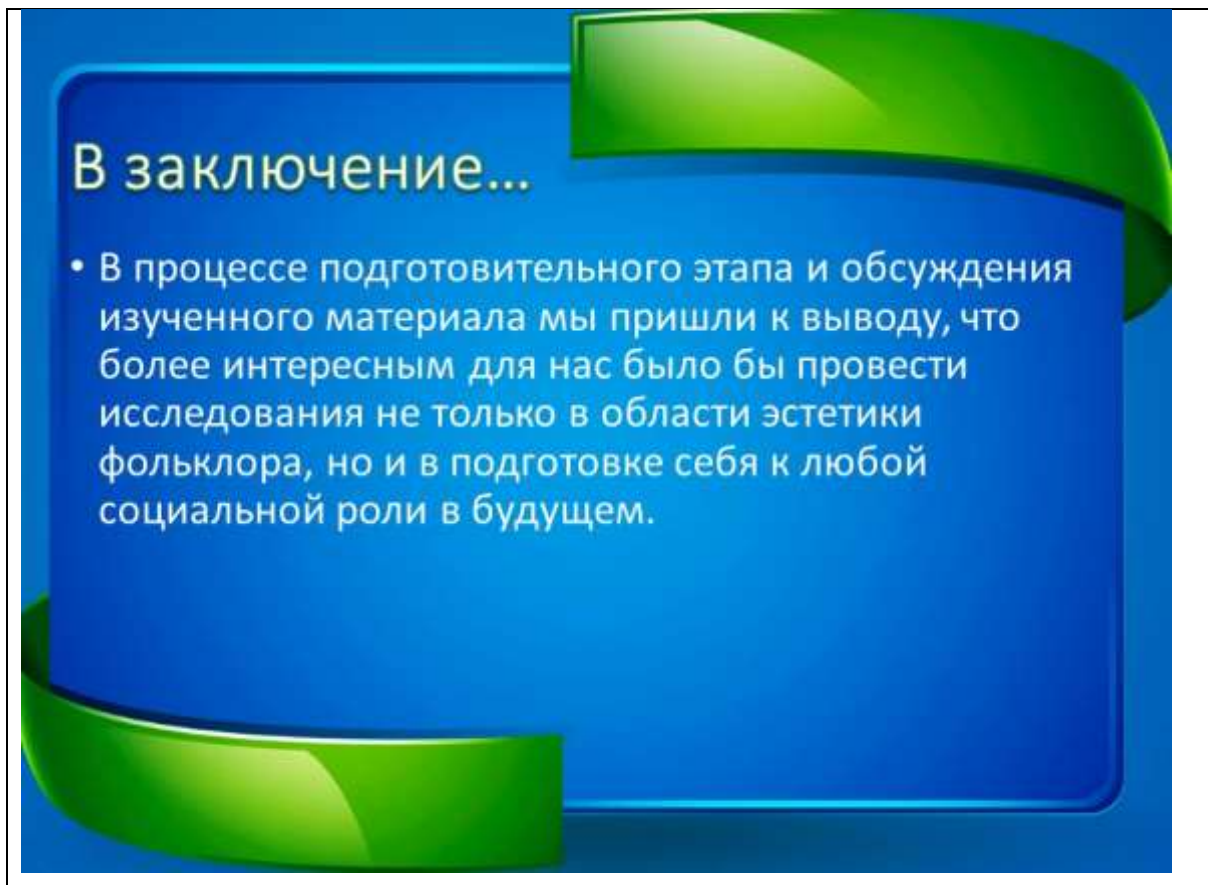 В заключение...
• В процессе подготовительного этапа и обсуждения
изученного материала мы пришли к выводу, что
более интересным для нас было бы провести
исследования не только в области эстетики
фольклора, но и в подготовке себя к любой
социальной роли в будущем.